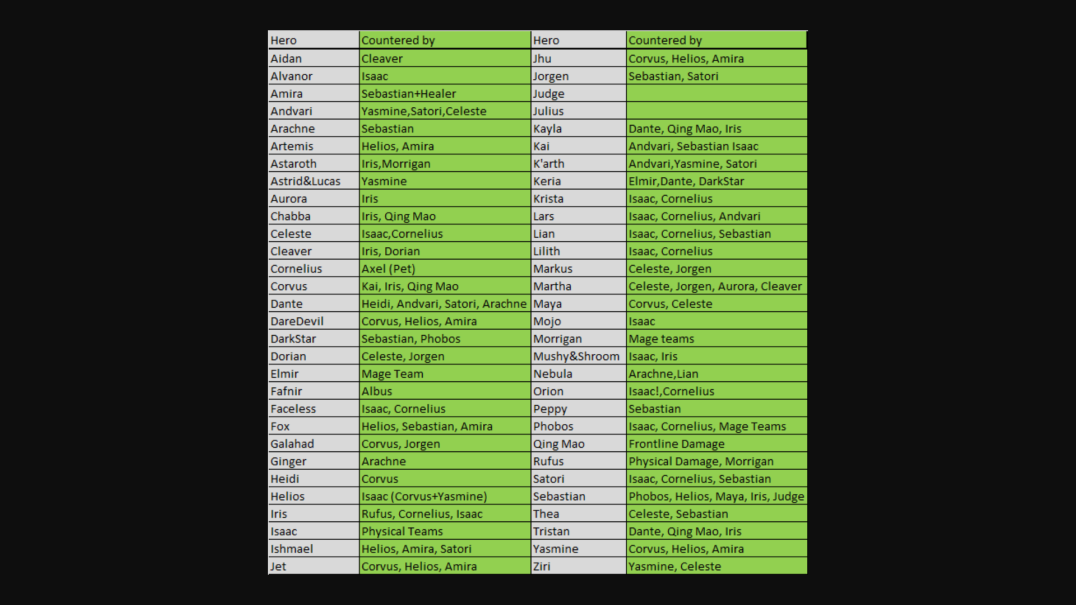 Hero Countered by Hero Countered by
Aidan Cleaver Jhu Corvus, Helios, Amira
Alvanor Isaac Jorgen Sebastian, Satori
Amira Sebastian+Healer Judge
Andvari Yasmine,Satori,Celeste Julius
Arachne Sebastian Kayla Dante, Qing Mao, Iris
Artemis Helios, Amira Kai Andvari, Sebastian Isaac
Astaroth Iris,Morrigan K'arth Andvari,Yasmine, Satori
Astrid&Lucas Yasmine Keria Elmir,Dante, DarkStar
Aurora Iris Krista Isaac, Cornelius
Chabba Iris, Qing Mao Lars Isaac, Cornelius, Andvari
Celeste Isaac,Cornelius Lian Isaac, Cornelius, Sebastian
Cleaver Iris, Dorian Lilith Isaac, Cornelius
Cornelius Axel (Pet) Markus Celeste, Jorgen
Corvus Kai, Iris, Qing Mao Martha Celeste, Jorgen, Aurora, Cleaver
Dante Heidi, Andvari, Satori, Arachne Maya Corvus, Celeste
DareDevil Corvus, Helios, Amira Mojo Isaac
DarkStar Sebastian, Phobos Morrigan Mage teams
Dorian Celeste, Jorgen Mushy&Shroom Isaac, Iris
Elmir Mage Team Nebula Arachne,Lian
Fafnir Albus Orion Isaac!,Cornelius
Faceless Isaac, Cornelius Peppy Sebastian
Fox Helios, Sebastian, Amira Phobos Isaac, Cornelius, Mage Teams
Galahad Corvus, Jorgen Qing Mao Frontline Damage
Ginger Arachne Rufus Physical Damage, Morrigan
Heidi Corvus Satori Isaac, Cornelius, Sebastian
Helios Isaac (Corvus+Yasmine) Sebastian Phobos, Helios, Maya, Iris, Judge
Iris Rufus, Cornelius, Isaac Thea Celeste, Sebastian
Isaac Physical Teams Tristan Dante, Qing Mao, Iris
Ishmael Helios, Amira, Satori Yasmine Corvus, Helios, Amira
Jet Corvus, Helios, Amira Ziri Yasmine, Celeste